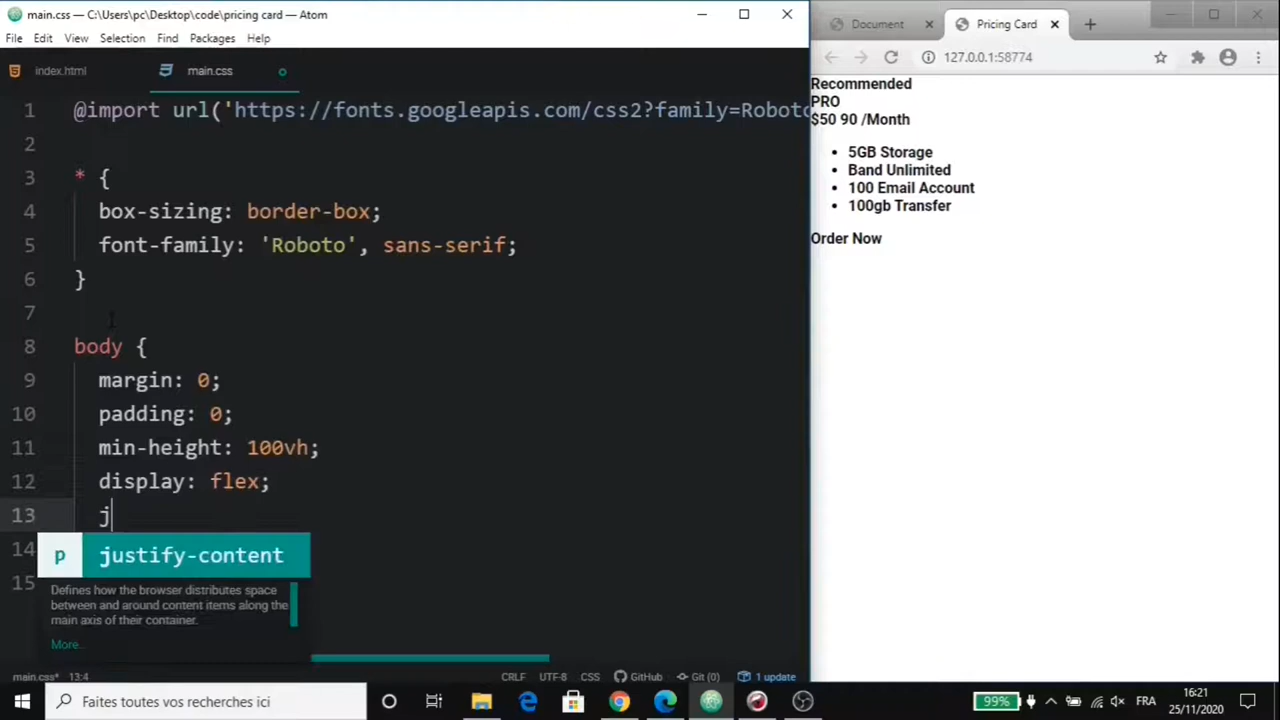 main.css — C:\Users\pc\Desktop\code\pricing card — Atom
File Edit View Selection Find Packages Help
index.html main.css
1 @import url('https://fonts.googleapis.com/css2?family=Roboto
2
3 * {
4 box-sizing: border-box;
5 font-family: 'Roboto', sans-serif;
6 }
7
8 body {
9 margin: 0;
10 padding: 0;
11 min-height: 100vh;
12 display: flex;
13 j
14
15
p justify-content
Defines how the browser distributes space
between and around content items along the
main axis of their container.
More..
main.css* 13:4 CRLF UTF-8 CSS GitHub Git (0) 1 update
Document Pricing Card
127.0.0.1:58774
Recommended
PRO
$50 90 /Month
• 5GB Storage
• Band Unlimited
• 100 Email Account
• 100gb Transfer
Order Now
Faites toutes vos recherches ici
99% FRA 16:21
25/11/2020